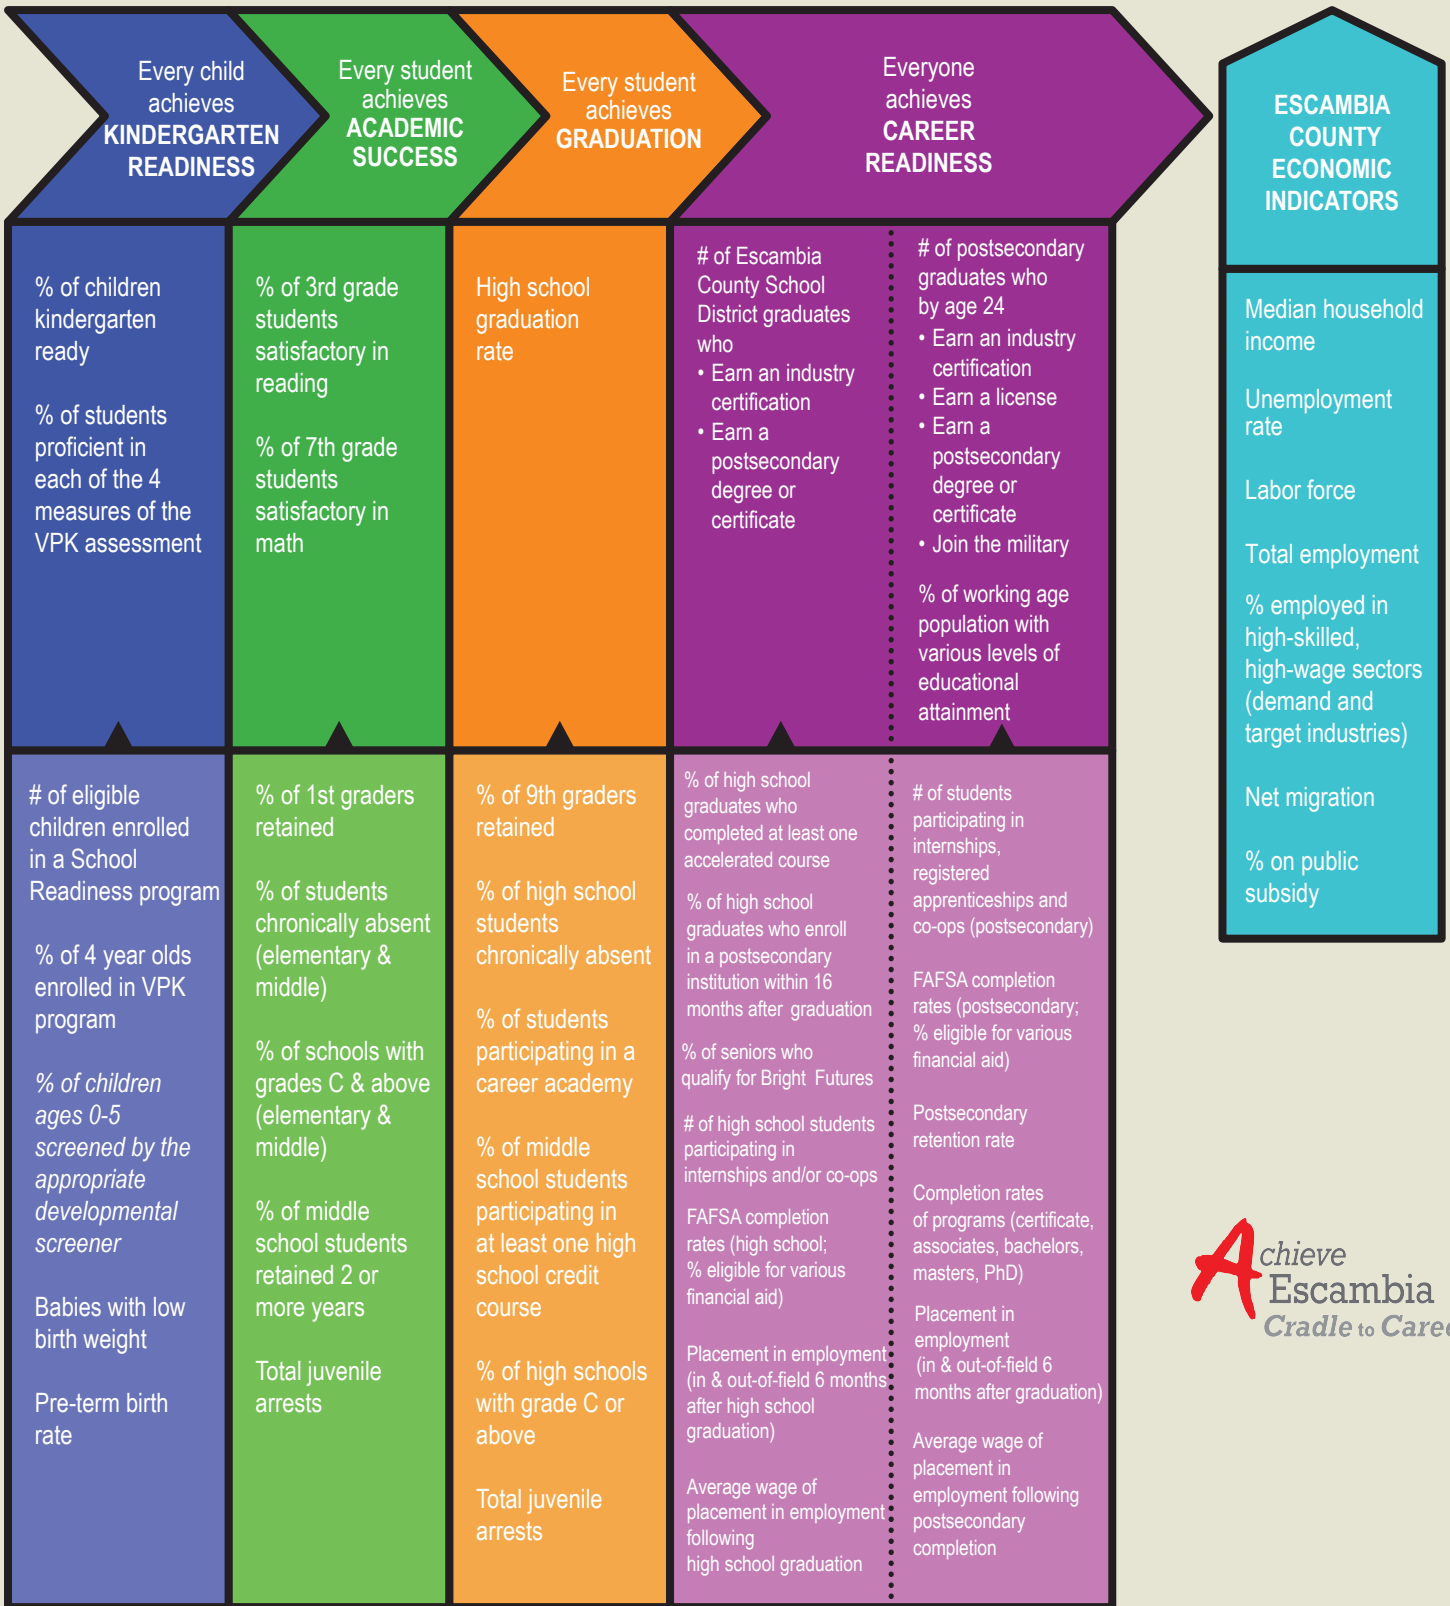 Every child
achieves
KINDERGARTEN
READINESS
Every student
achieves
ACADEMIC
SUCCESS
Every student
achieves
GRADUATION
Everyone
achieves
CAREER
READINESS
ESCAMBIA
COUNTY
ECONOMIC
INDICATORS
% of children
kindergarten
ready
% of students
proficient in
each of the 4
measures of the
VPK assessment
% of 3rd grade
students
satisfactory in
reading
% of 7th grade
students
satisfactory in
math
High school
graduation
rate
# of Escambia
County School
District graduates
who
• Earn an industry
certification
• Earn a
postsecondary
degree or
certificate
# of postsecondary
graduates who
by age 24
• Earn an industry
certification
• Earn a license
• Earn a
postsecondary
degree or
certificate
• Join the military
% of working age
population with
various levels of
educational
attainment
Median household
income
Unemployment
rate
Labor force
Total employment
% employed in
high-skilled,
high-wage sectors
(demand and
target industries)
Net migration
% on public
subsidy
# of eligible
children enrolled
in a School
Readiness program
% of 4 year olds
enrolled in VPK
program
% of children
ages 0-5
screened by the
appropriate
developmental
screener
Babies with low
birth weight
Pre-term birth
rate
% of 1st graders
retained
% of students
chronically absent
(elementary &
middle)
% of schools with
grades C & above
(elementary &
middle)
% of middle
school students
retained 2 or
more years
Total juvenile
arrests
% of 9th graders
retained
% of high school
students
chronically absent
% of students
participating in a
career academy
% of middle
school students
participating in
at least one high
school credit
course
% of high schools
with grade C or
above
Total juvenile
arrests
% of high school
graduates who
completed at least one
accelerated course
% of high school
graduates who enroll
in a postsecondary
institution within 16
months after graduation
% of seniors who
qualify for Bright Futures
# of high school students
participating in
internships and/or co-ops
FAFSA completion
rates (high school;
% eligible for various
financial aid)
Placement in employment
(in & out-of-field 6 months
after high school
graduation)
Average wage of
placement in employment
following
high school graduation
# of students
participating in
internships,
registered
apprenticeships and
co-ops (postsecondary)
FAFSA completion
rates (postsecondary;
% eligible for various
financial aid)
Postsecondary
retention rate
Completion rates
of programs (certificate,
associates, bachelors,
masters, PhD)
Placement in
employment
(in & out-of-field 6
months after graduation)
Average wage of
placement in
employment following
postsecondary
completion
Achieve
Escambia
Cradle to Caree